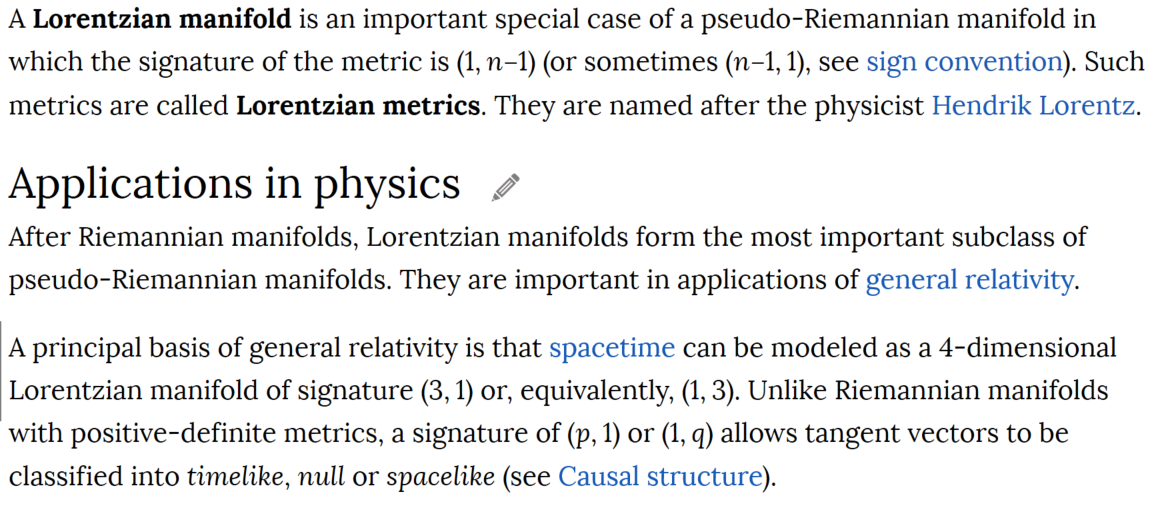 A Lorentzian manifold is an important special case of a pseudo-Riemannian manifold in
which the signature of the metric is (1, n−1) (or sometimes (n−1, 1), see sign convention). Such
metrics are called Lorentzian metrics. They are named after the physicist Hendrik Lorentz.
Applications in physics
After Riemannian manifolds, Lorentzian manifolds form the most important subclass of
pseudo-Riemannian manifolds. They are important in applications of general relativity.
A principal basis of general relativity is that spacetime can be modeled as a 4-dimensional
Lorentzian manifold of signature (3, 1) or, equivalently, (1, 3). Unlike Riemannian manifolds
with positive-definite metrics, a signature of (p, 1) or (1, q) allows tangent vectors to be
classified into timelike, null or spacelike (see Causal structure).